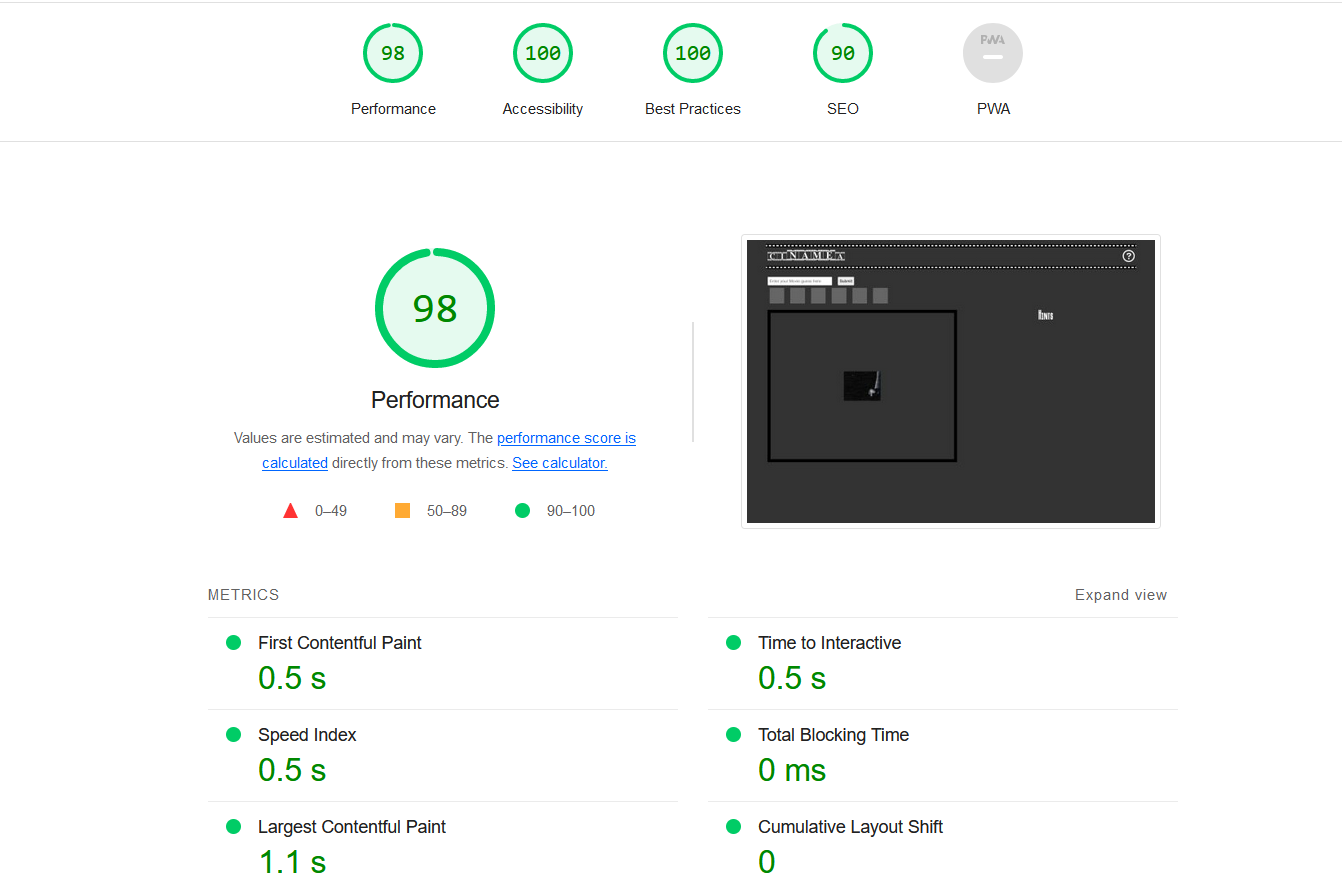 98
100
100
90
PWA
Performance
Accessibility
Best Practices
SEO
PWA
98
Performance
Values are estimated and may vary. The performance score is
calculated directly from these metrics. See calculator.
0–49
50–89
90–100
CINAMEA
?
Enter your Movie guess here
Submit
Hints
METRICS
Expand view
First Contentful Paint
0.5 s
Time to Interactive
0.5 s
Speed Index
0.5 s
Total Blocking Time
0 ms
Largest Contentful Paint
1.1 s
Cumulative Layout Shift
0